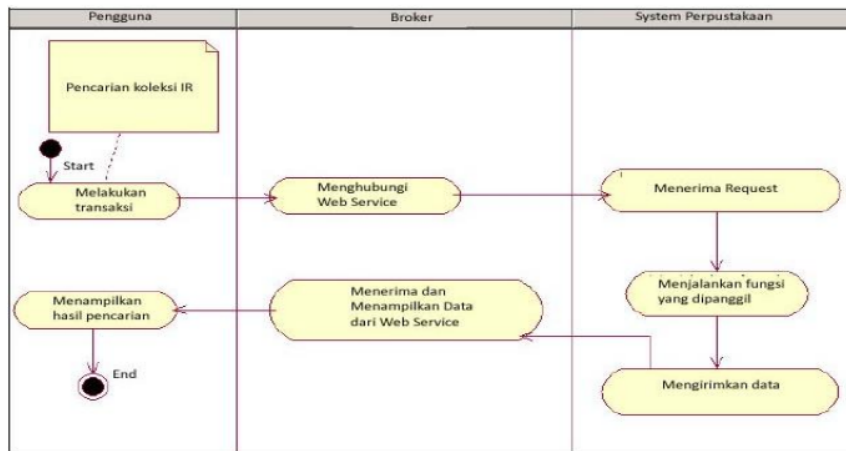 Pengguna
Broker
System Perpustakaan
Pencarian koleksi IR
Start
Melakukan
transaksi
Menghubungi
Web Service
Menerima Request
Menjalankan fungsi
yang dipanggil
Mengirimkan data
Menerima dan
Menampilkan Data
dari Web Service
Menampilkan
hasil pencarian
End